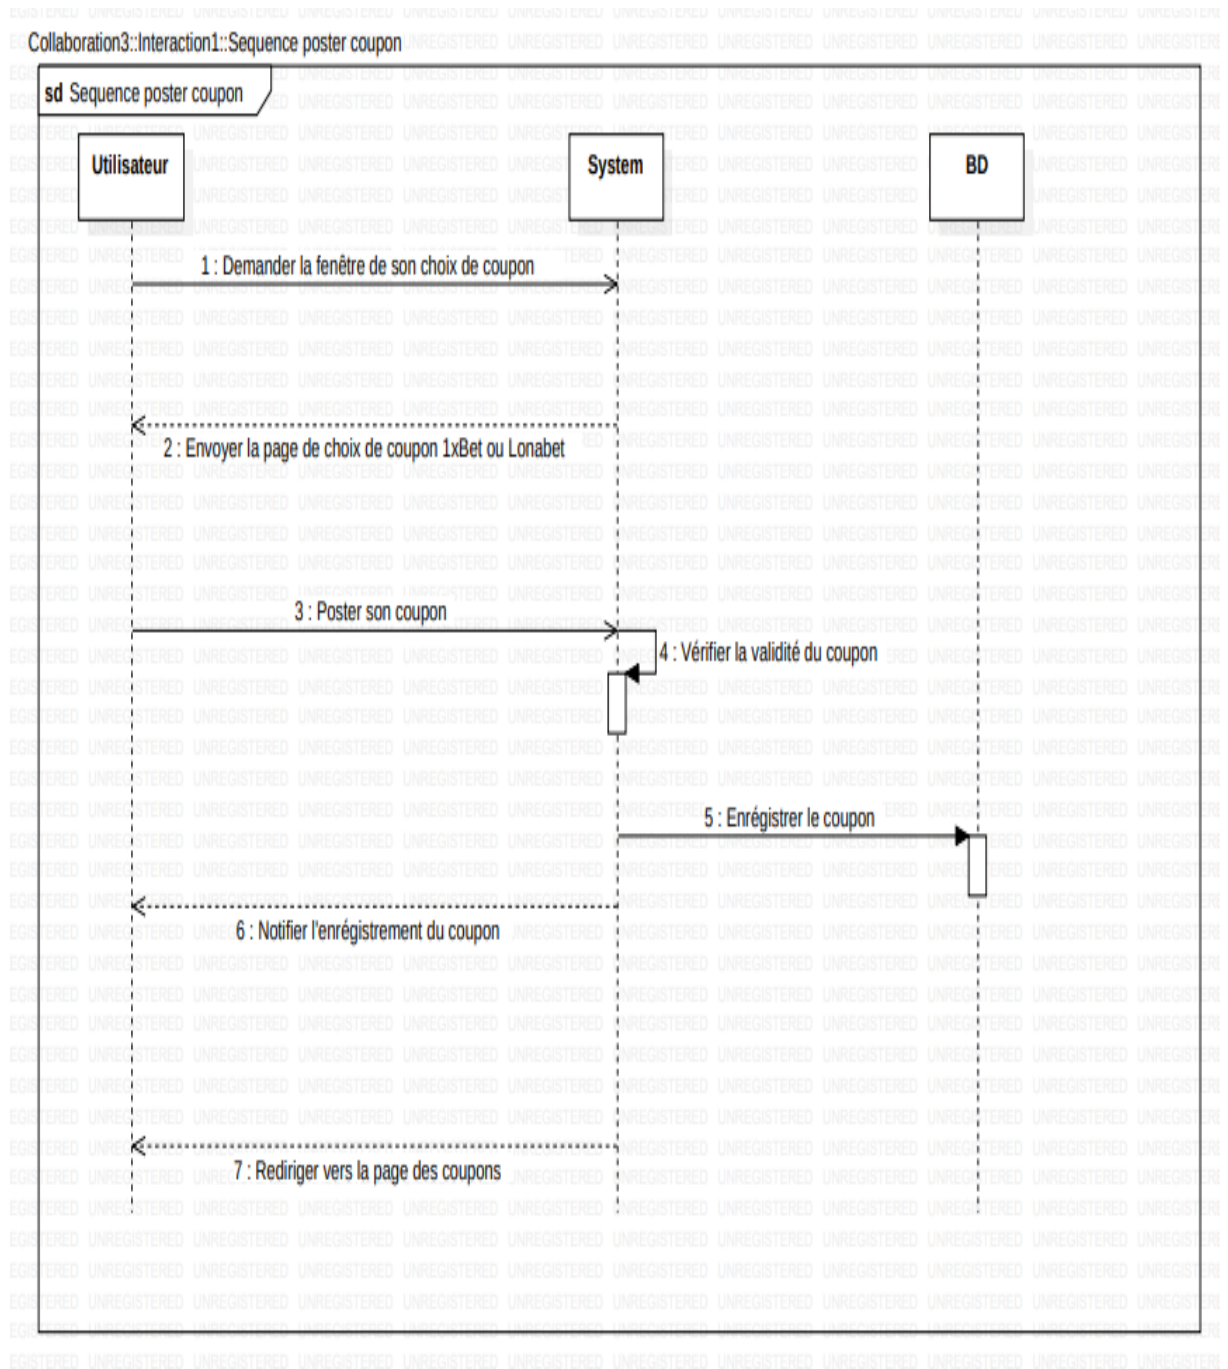 Collaboration3::Interaction1::Sequence poster coupon
sd Sequence poster coupon
Utilisateur
System
BD
1 : Demander la fenêtre de son choix de coupon
2 : Envoyer la page de choix de coupon 1xBet ou Lonabet
3 : Poster son coupon
4 : Vérifier la validité du coupon
5 : Enrégistrer le coupon
6 : Notifier l'enrégistrement du coupon
7 : Rediriger vers la page des coupons